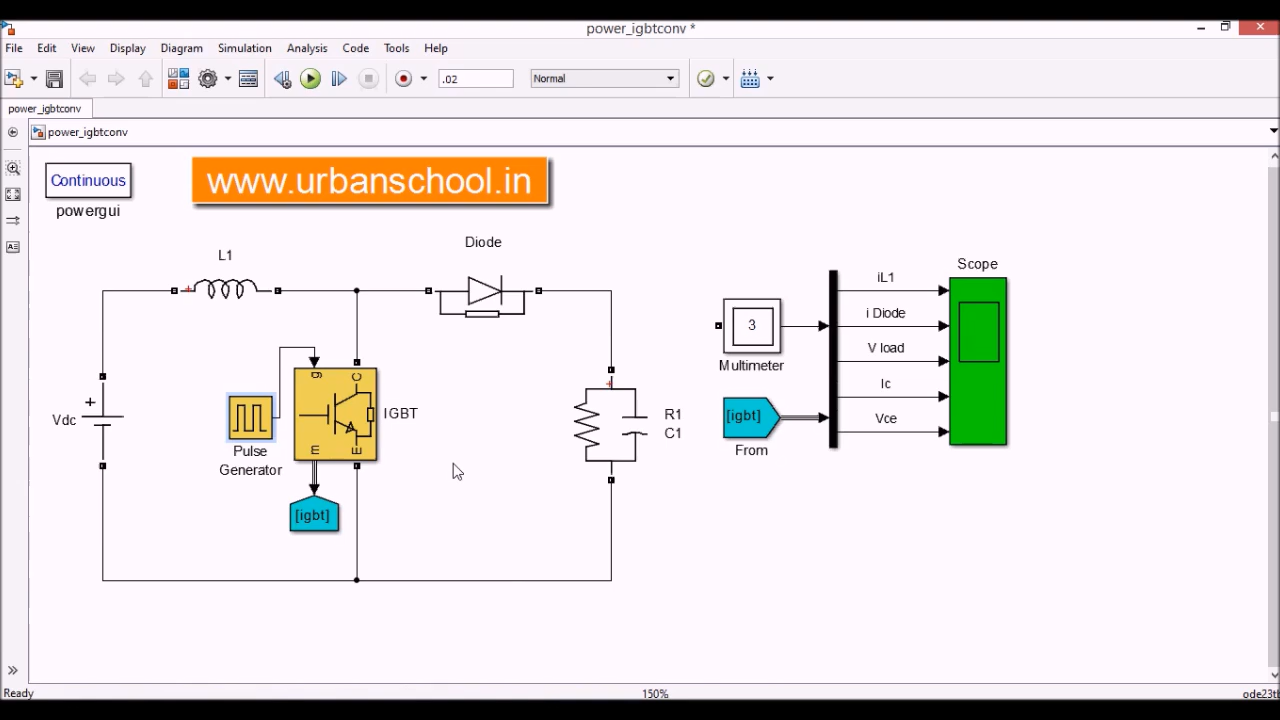 power_igbtconv *
File Edit View Display Diagram Simulation Analysis Code Tools Help
.02 Normal
power_igbtconv
power_igbtconv
Continuous
powergui
www.urbanschool.in
L1
Diode
Scope
iL1
i Diode
V load
Ic
Vce
3
Multimeter
[igbt]
From
Vdc
+
Pulse
Generator
g
C
m
E
IGBT
[igbt]
+
+
R1
C1
Ready 150%